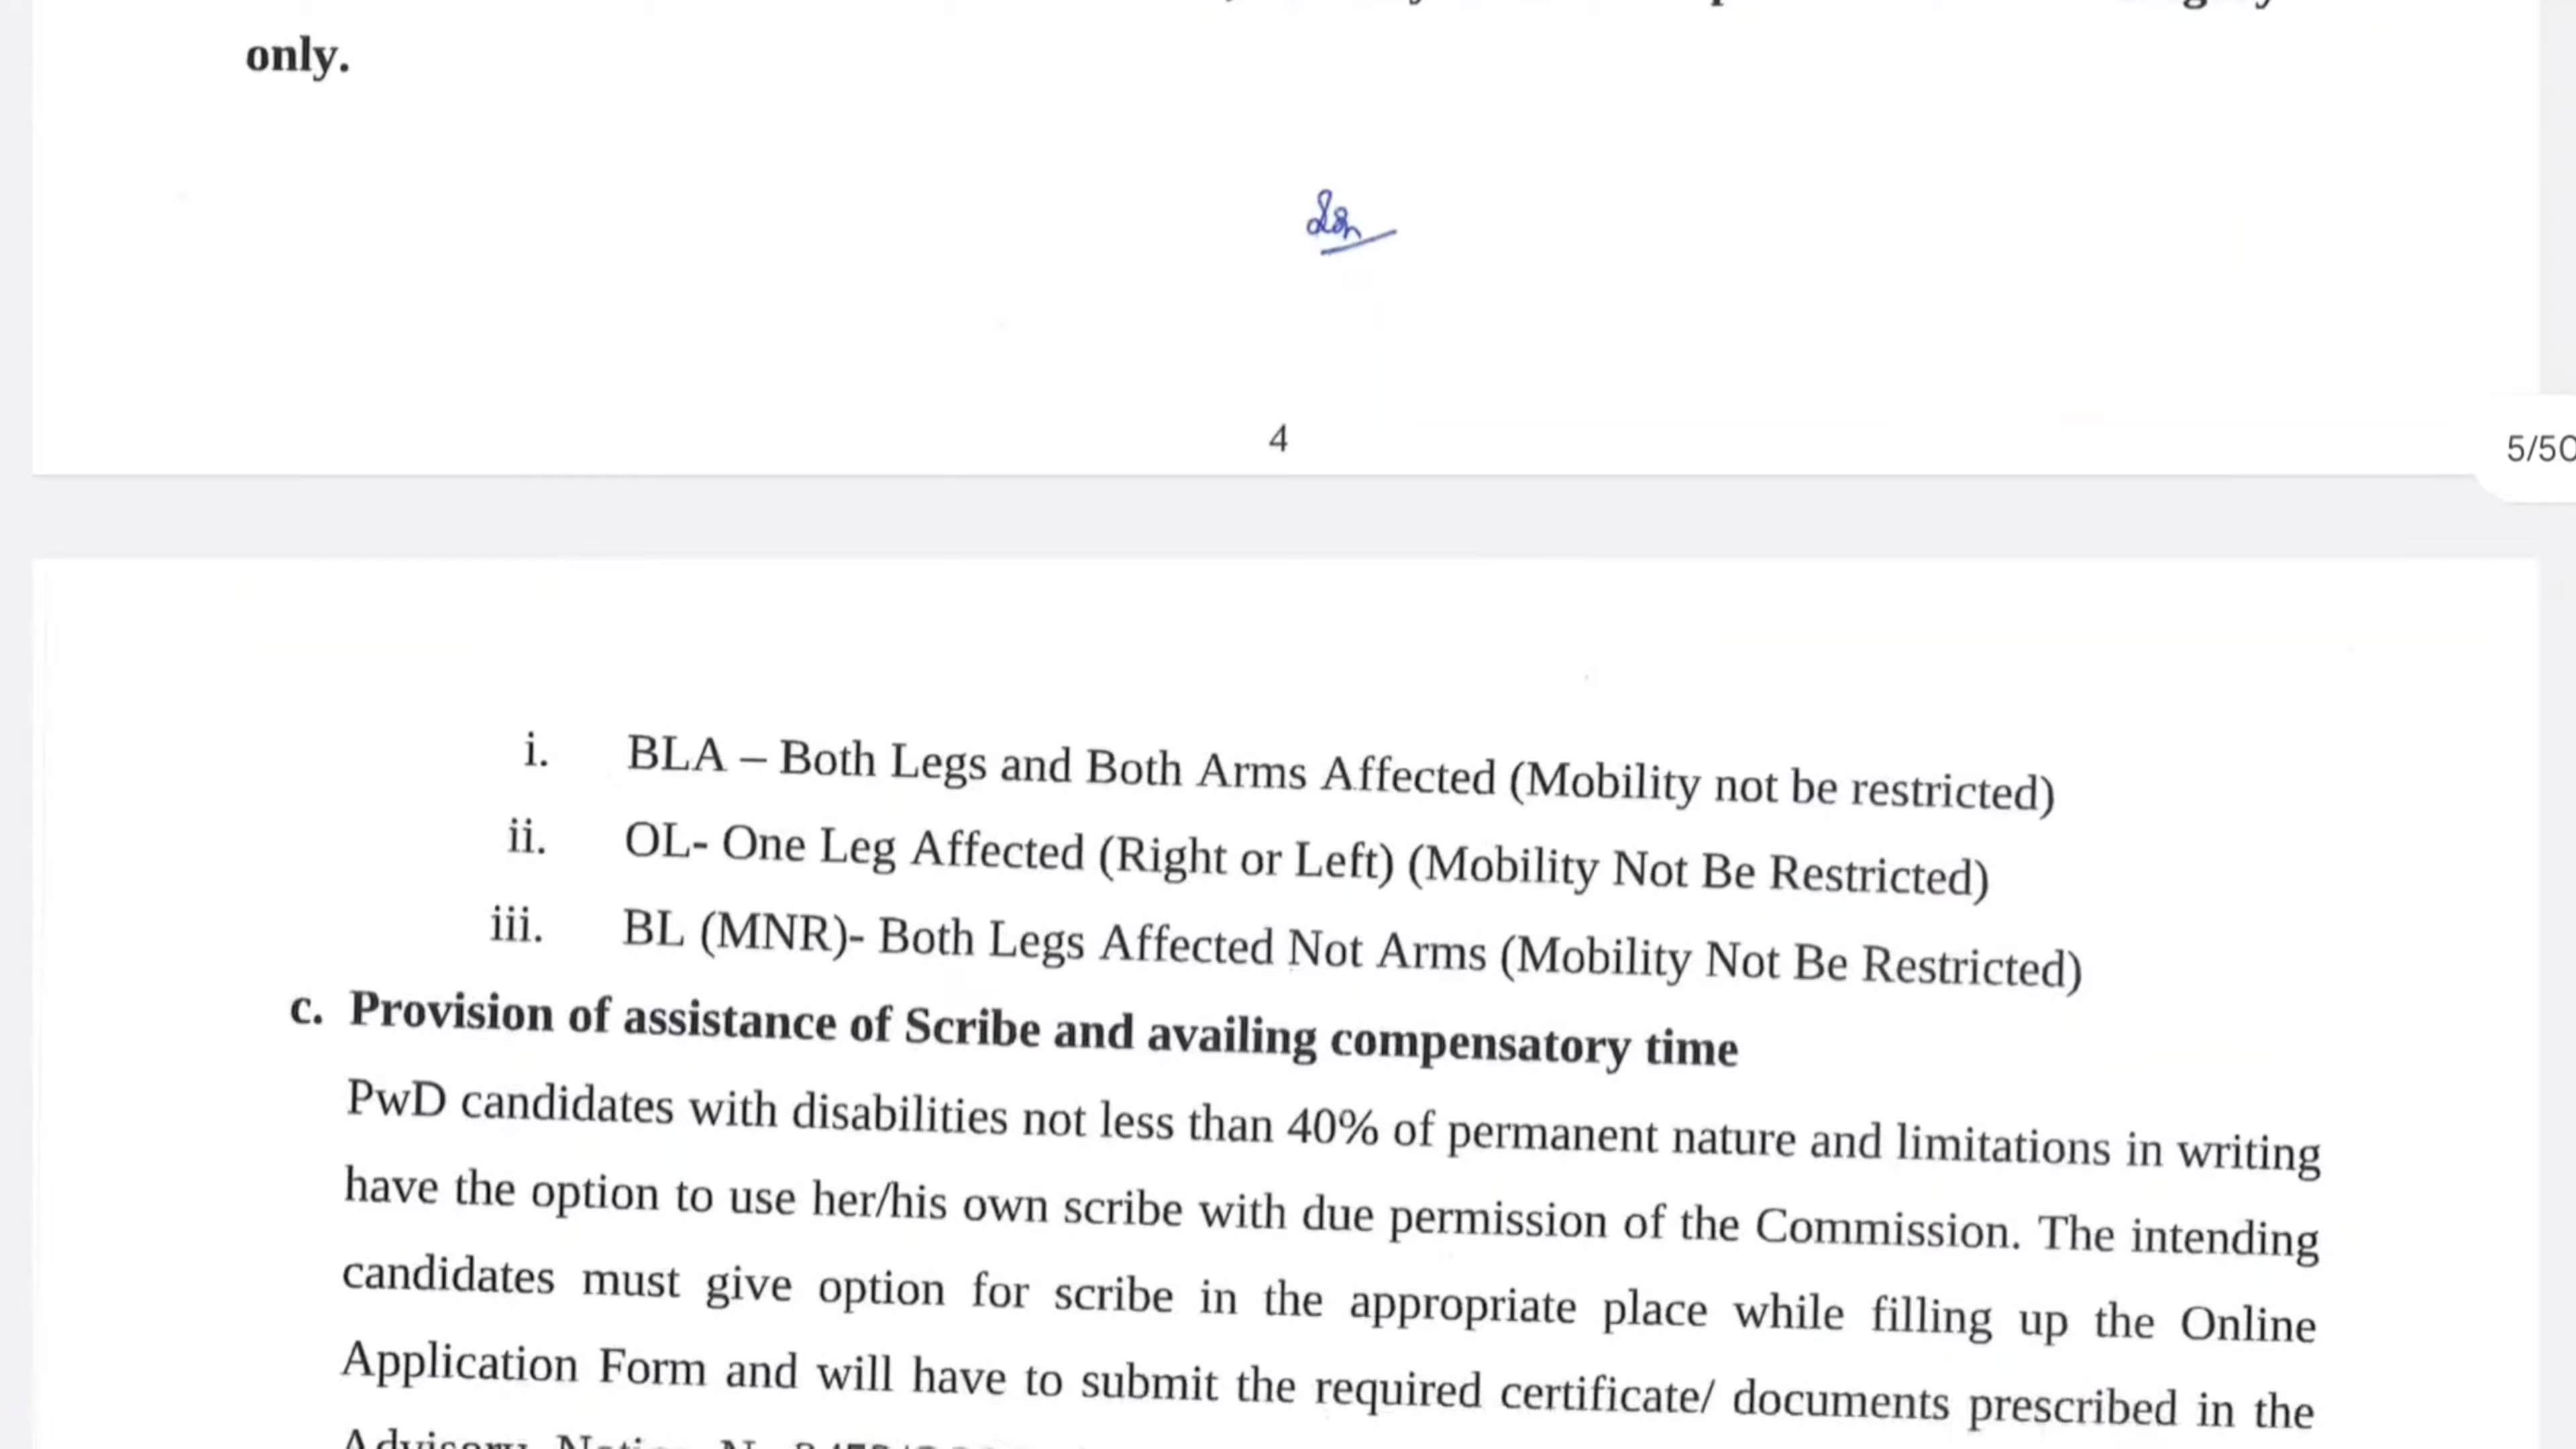 only.
4
5/50
i. BLA – Both Legs and Both Arms Affected (Mobility not be restricted)
ii. OL- One Leg Affected (Right or Left) (Mobility Not Be Restricted)
iii. BL (MNR)- Both Legs Affected Not Arms (Mobility Not Be Restricted)
c. Provision of assistance of Scribe and availing compensatory time
PwD candidates with disabilities not less than 40% of permanent nature and limitations in writing
have the option to use her/his own scribe with due permission of the Commission. The intending
candidates must give option for scribe in the appropriate place while filling up the Online
Application Form and will have to submit the required certificate/ documents prescribed in the